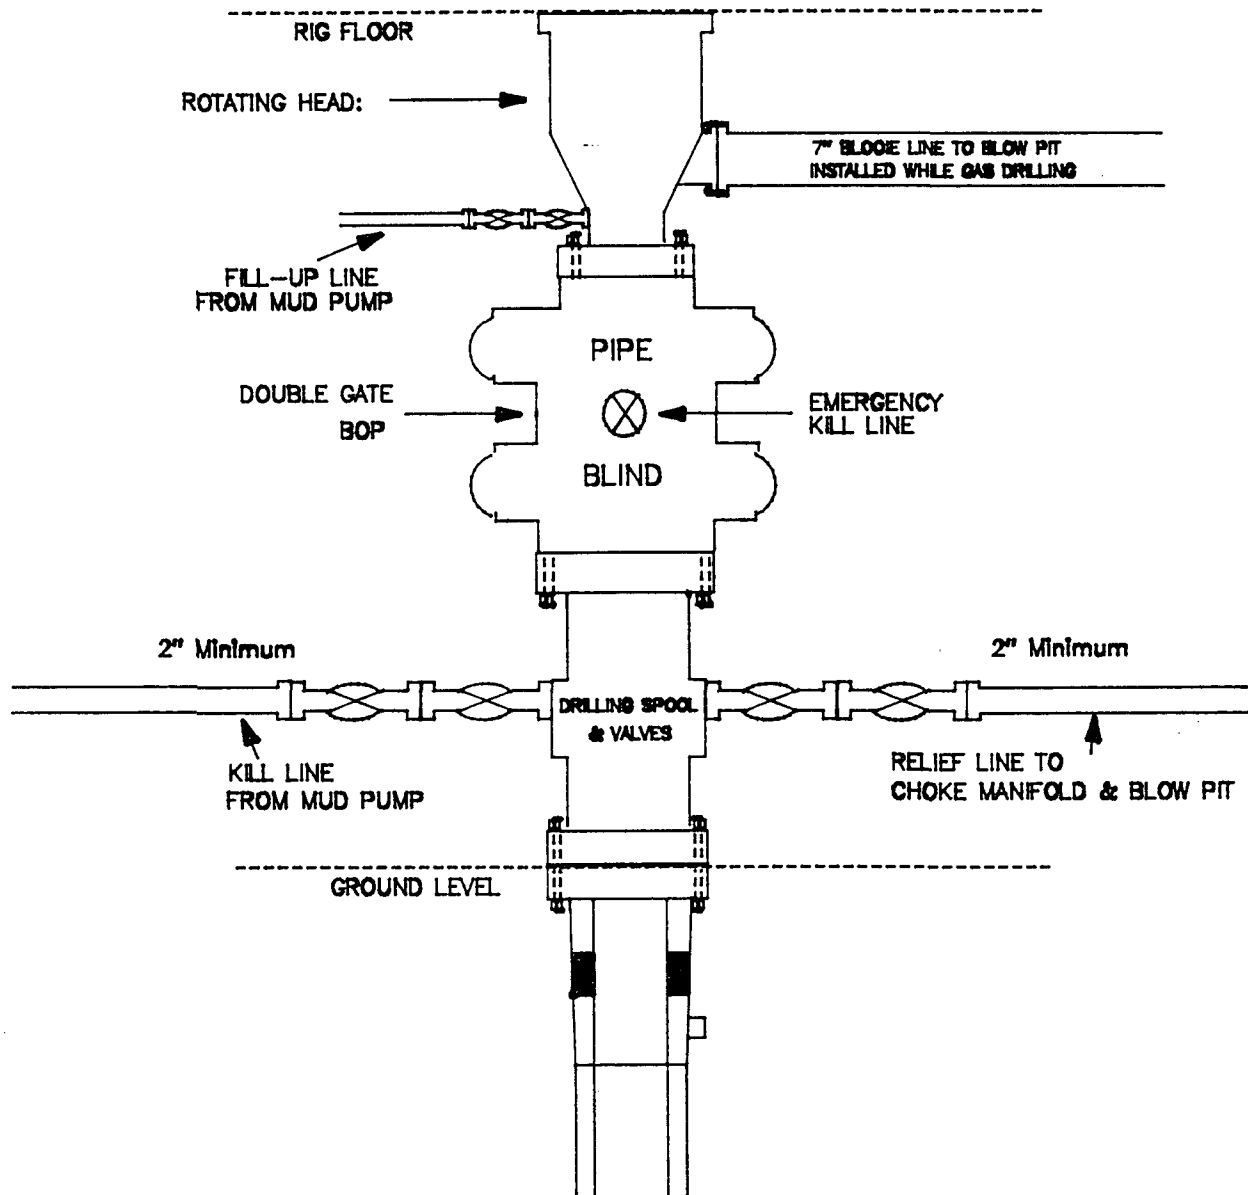 RIG FLOOR
ROTATING HEAD:
7" BLOOIE LINE TO BLOW PIT
INSTALLED WHILE GAS DRILLING
FILL-UP LINE
FROM MUD PUMP
PIPE
DOUBLE GATE
BOP
EMERGENCY
KILL LINE
BLIND
2" Minimum
2" Minimum
DRILLING SPOOL
& VALVES
KILL LINE
FROM MUD PUMP
RELIEF LINE TO
CHOKE MANIFOLD & BLOW PIT
GROUND LEVEL